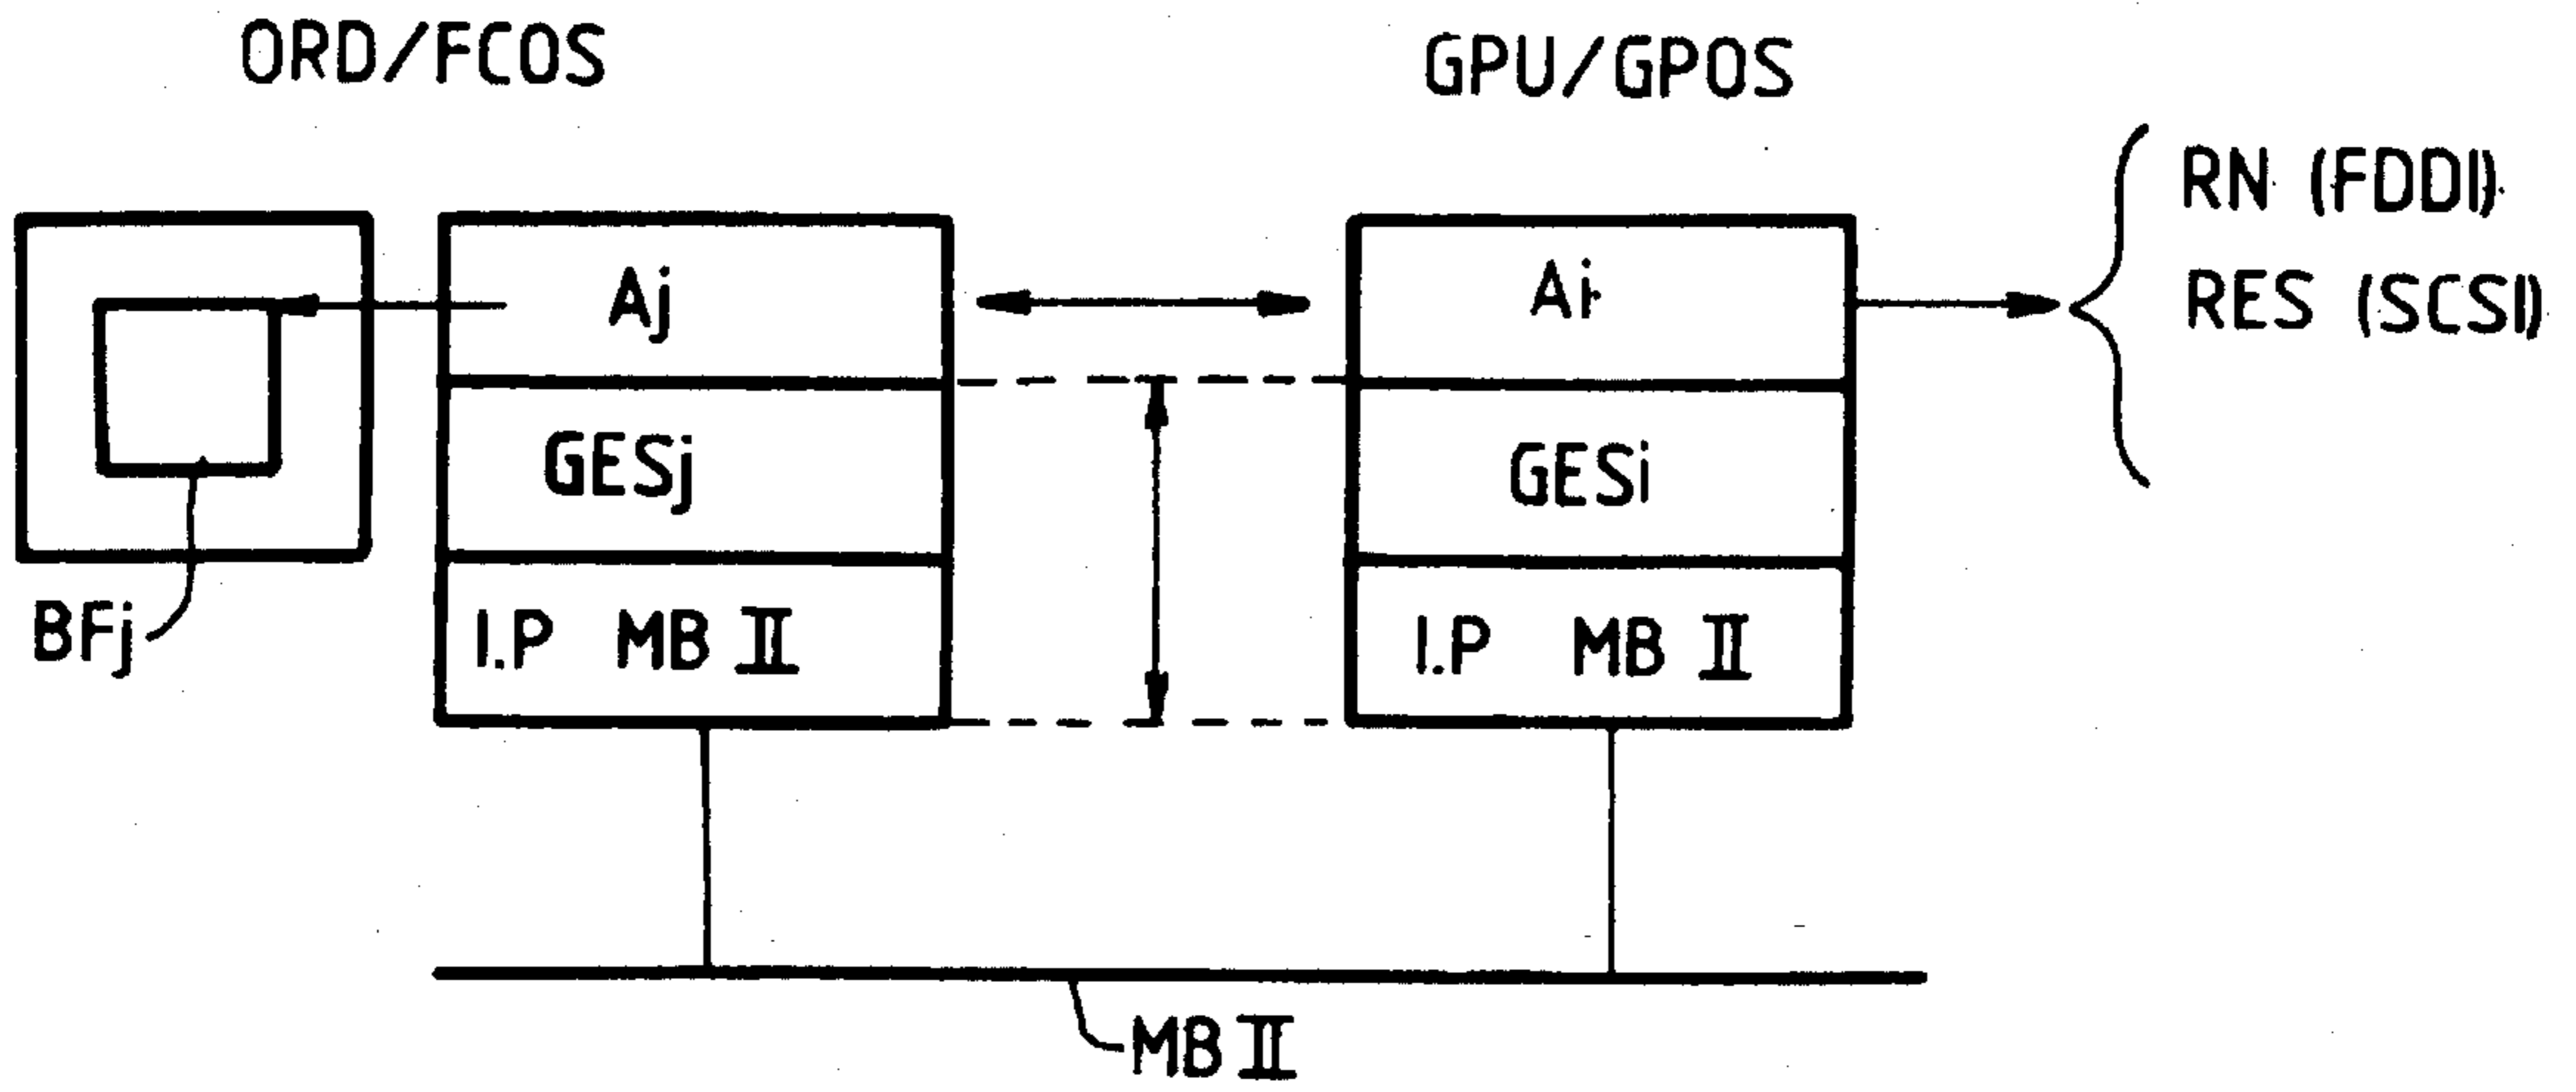 ORD/FCOS
GPU/GPOS
RN (FDDI)
RES (SCSI)
Aj
Ai
GESj
GESi
BFj
I.P MB II
I.P MB II
MB II